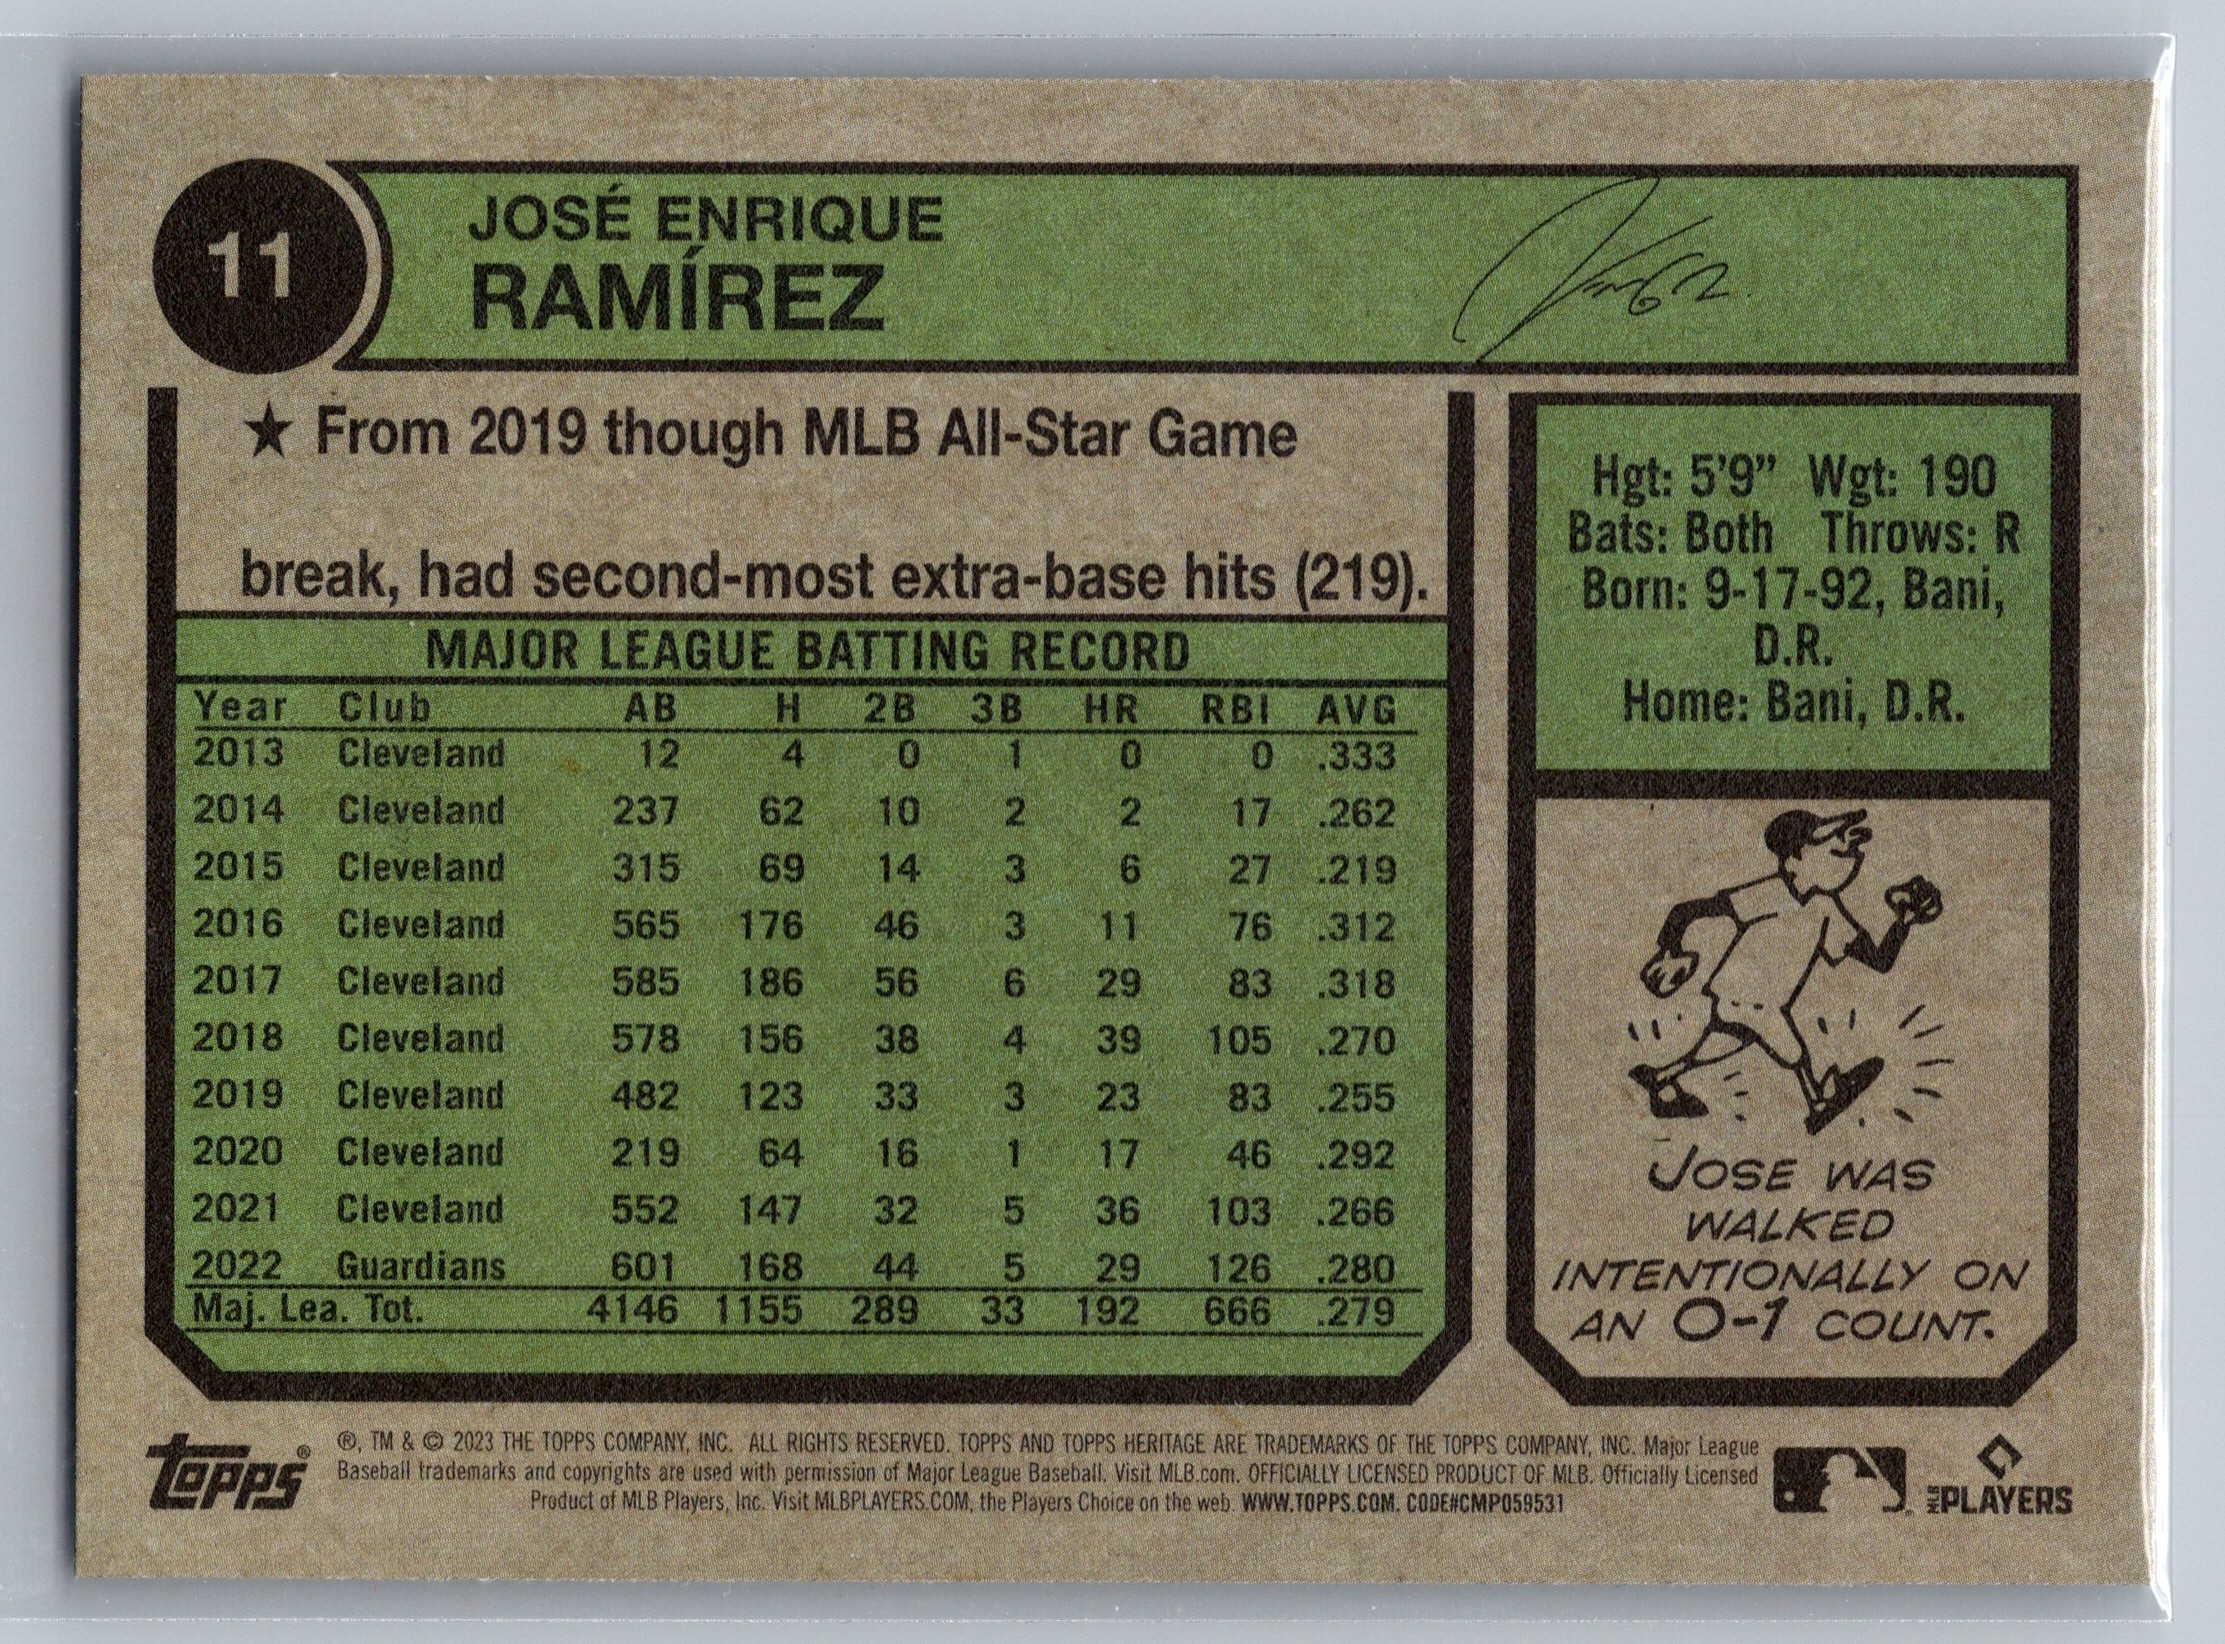 11
JOSÉ ENRIQUE
RAMÍREZ
★ From 2019 though MLB All-Star Game
break, had second-most extra-base hits (219).
MAJOR LEAGUE BATTING RECORD
Year Club AB H 2B 3B HR RBI AVG
2013 Cleveland 12 4 0 1 0 0 .333
2014 Cleveland 237 62 10 2 2 17 .262
2015 Cleveland 315 69 14 3 6 27 .219
2016 Cleveland 565 176 46 3 11 76 .312
2017 Cleveland 585 186 56 6 29 83 .318
2018 Cleveland 578 156 38 4 39 105 .270
2019 Cleveland 482 123 33 3 23 83 .255
2020 Cleveland 219 64 16 1 17 46 .292
2021 Cleveland 552 147 32 5 36 103 .266
2022 Guardians 601 168 44 5 29 126 .280
Maj. Lea. Tot. 4146 1155 289 33 192 666 .279
Hgt: 5'9” Wgt: 190
Bats: Both Throws: R
Born: 9-17-92, Bani,
D.R.
Home: Bani, D.R.
JOSE WAS
WALKED
INTENTIONALLY ON
AN 0-1 COUNT.
Topps®
®, TM & © 2023 THE TOPPS COMPANY, INC. ALL RIGHTS RESERVED. TOPPS AND TOPPS HERITAGE ARE TRADEMARKS OF THE TOPPS COMPANY, INC. Major League
Baseball trademarks and copyrights are used with permission of Major League Baseball. Visit MLB.com. OFFICIALLY LICENSED PRODUCT OF MLB. Officially Licensed
Product of MLB Players, Inc. Visit MLBPLAYERS.COM, the Players Choice on the web. WWW.TOPPS.COM. CODE#CMP059531
MLB PLAYERS